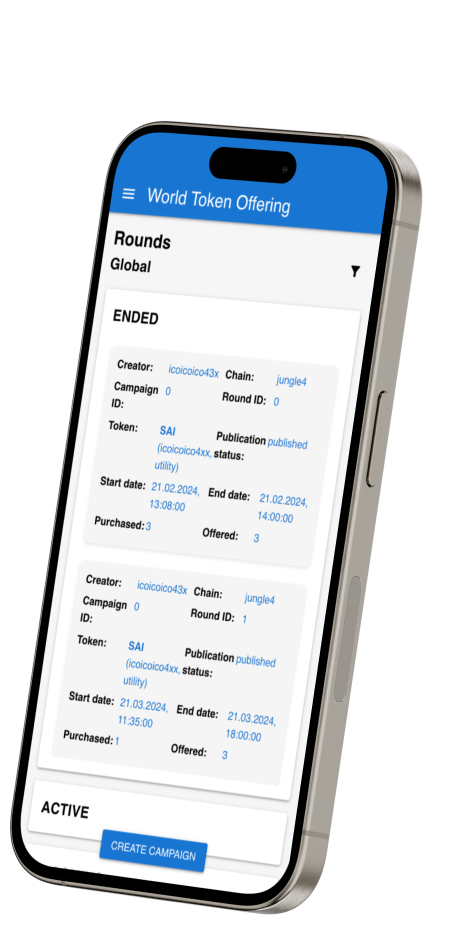 World Token Offering
Rounds
Global
ENDED
Creator: icoicoico43x Chain: jungle4
Campaign ID: 0 Round ID: 0
Token: SAI (icoicoico4xx, utility) Publication status: published
Start date: 21.02.2024, 13:08:00 End date: 21.02.2024, 14:00:00
Purchased: 3 Offered: 3
Creator: icoicoico43x Chain: jungle4
Campaign ID: 0 Round ID: 1
Token: SAI (icoicoico4xx, utility) Publication status: published
Start date: 21.03.2024, 11:35:00 End date: 21.03.2024, 18:00:00
Purchased: 1 Offered: 3
ACTIVE
CREATE CAMPAIGN